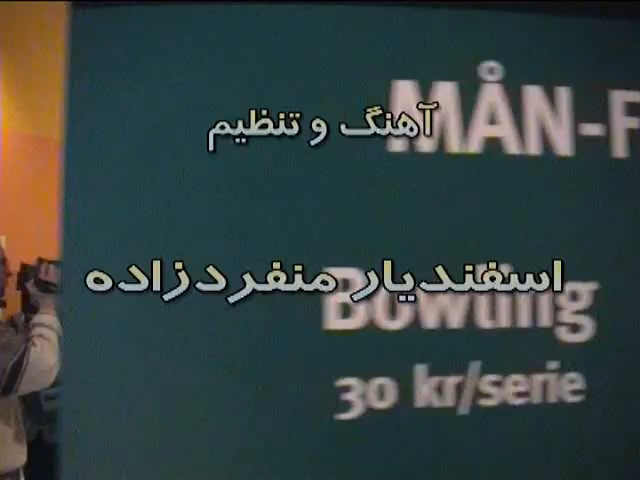 MÅN-F
آهنگ و تنظیم
اسفندیار منفردزاده
Bowling
30 kr/serie